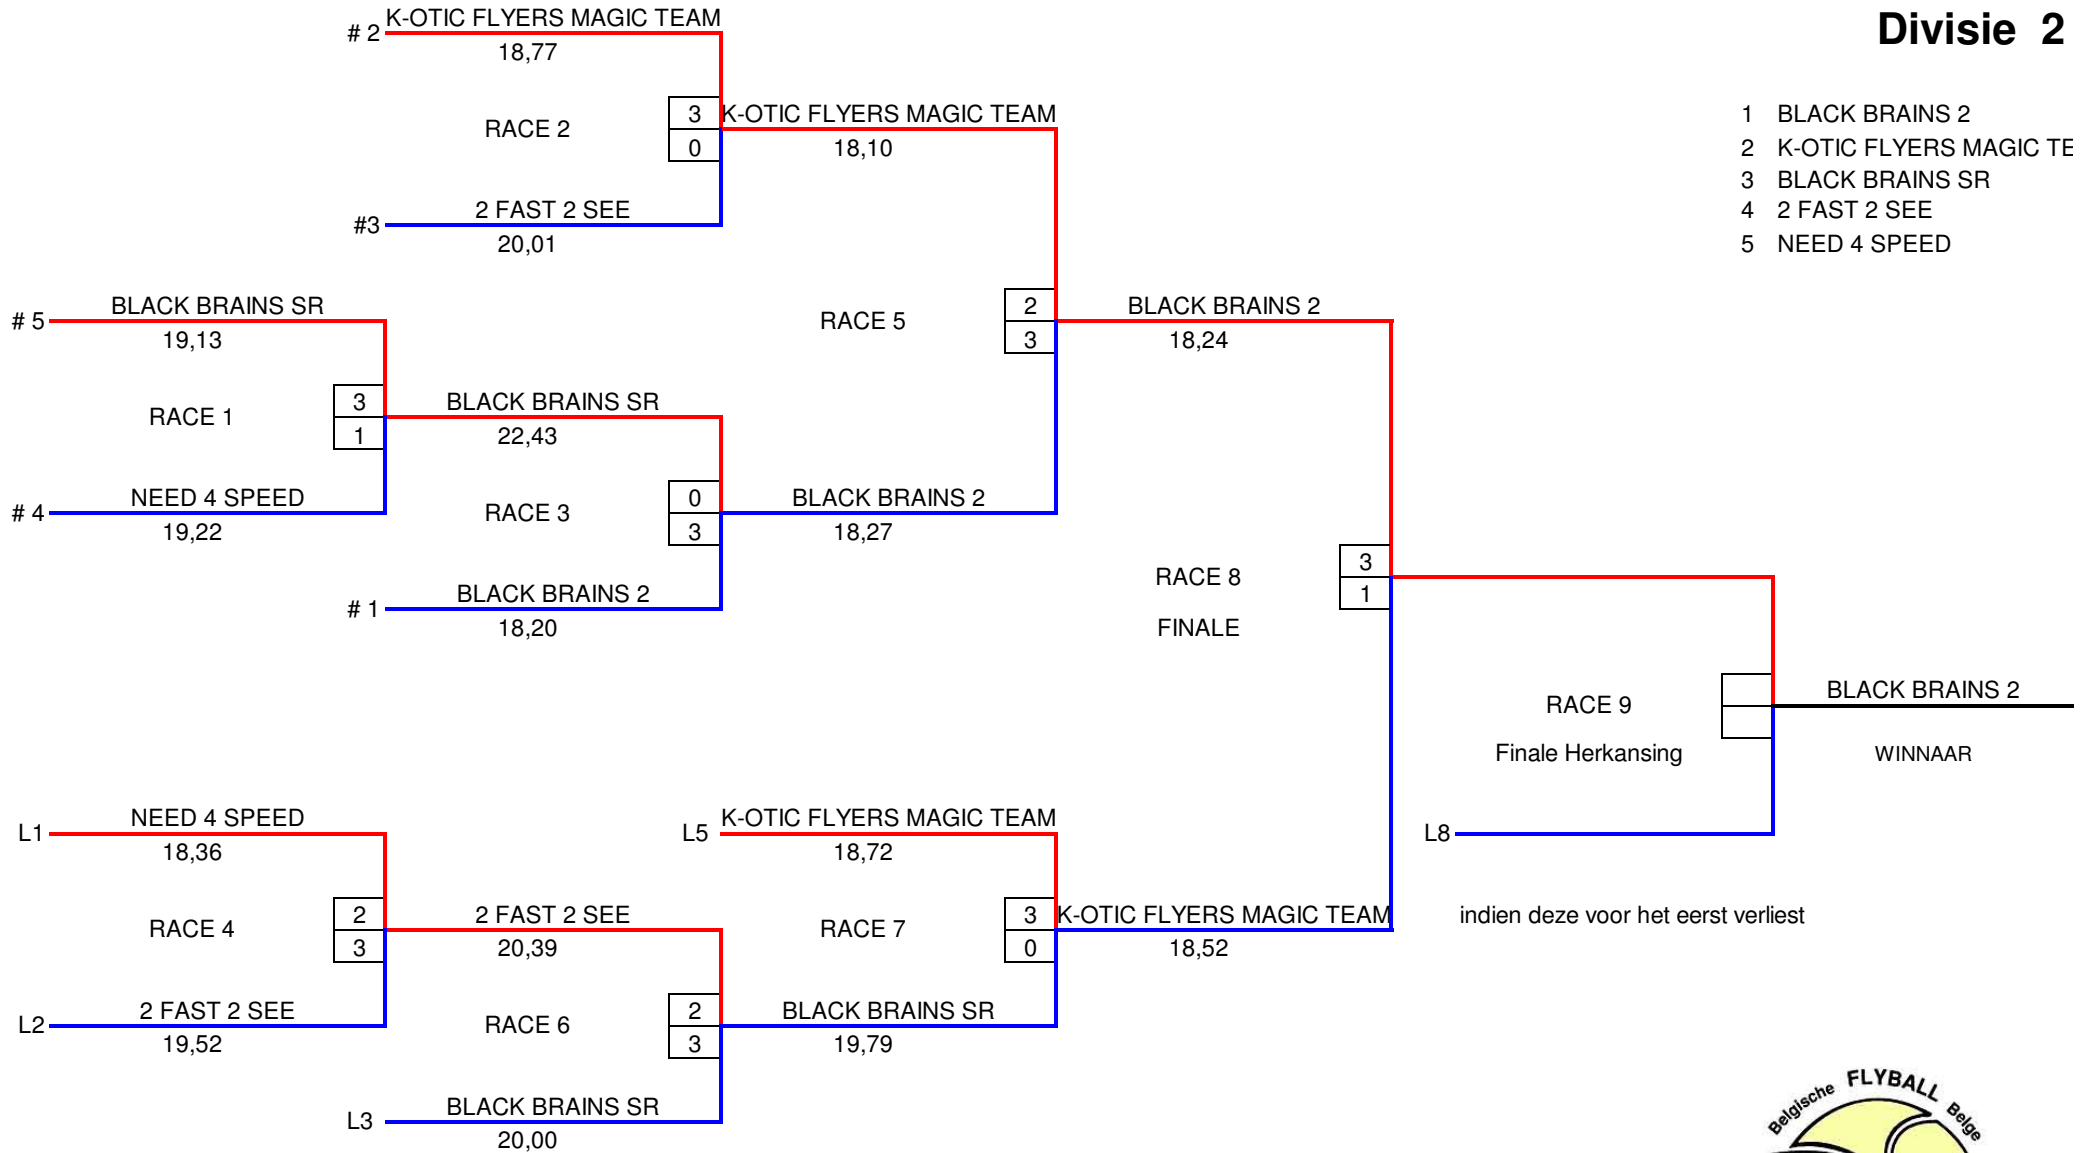 Divisie 2
1 BLACK BRAINS 2
2 K-OTIC FLYERS MAGIC TE
3 BLACK BRAINS SR
4 2 FAST 2 SEE
5 NEED 4 SPEED
# 2 K-OTIC FLYERS MAGIC TEAM
18,77
RACE 2
3
0
#3 2 FAST 2 SEE
20,01
K-OTIC FLYERS MAGIC TEAM
18,10
# 5 BLACK BRAINS SR
19,13
RACE 1
3
1
# 4 NEED 4 SPEED
19,22
BLACK BRAINS SR
22,43
RACE 3
0
3
# 1 BLACK BRAINS 2
18,20
BLACK BRAINS 2
18,27
RACE 5
2
3
BLACK BRAINS 2
18,24
RACE 8
FINALE
3
1
RACE 9
Finale Herkansing
BLACK BRAINS 2
WINNAAR
L8
indien deze voor het eerst verliest
L1 NEED 4 SPEED
18,36
RACE 4
2
3
L2 2 FAST 2 SEE
19,52
2 FAST 2 SEE
20,39
RACE 6
2
3
L3 BLACK BRAINS SR
20,00
L5 K-OTIC FLYERS MAGIC TEAM
18,72
RACE 7
3
0
BLACK BRAINS SR
19,79
K-OTIC FLYERS MAGIC TEAM
18,52
Belgische FLYBALL Belge